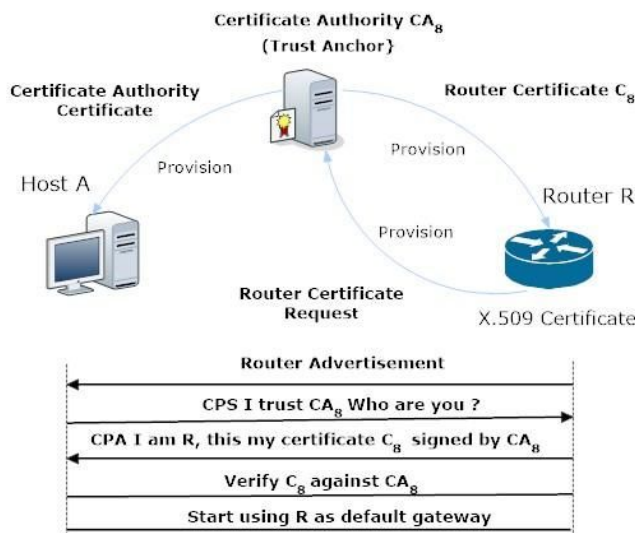 Certificate Authority CA8
(Trust Anchor}
Certificate Authority
Certificate
Router Certificate C8
Provision
Provision
Host A
Router R
Provision
Router Certificate
Request
X.509 Certificate
Router Advertisement
CPS I trust CA8 Who are you ?
CPA I am R, this my certificate C8 signed by CA8
Verify C8 against CA8
Start using R as default gateway